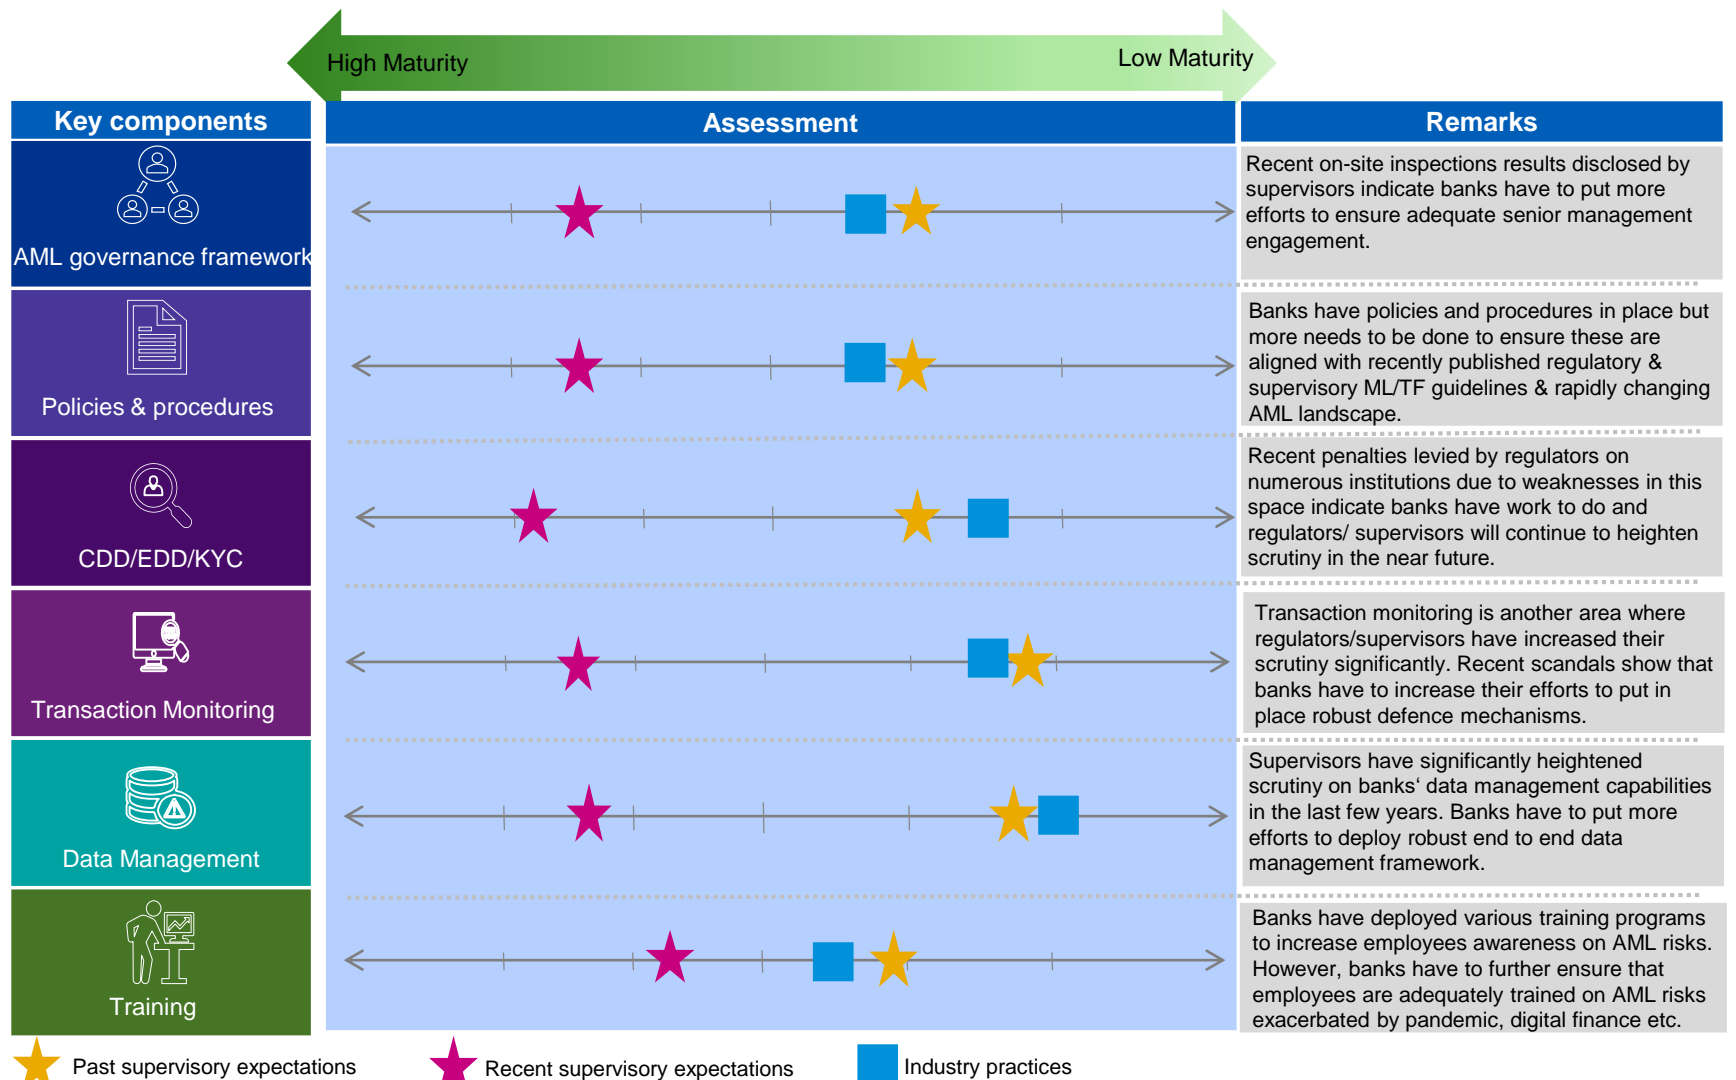 High Maturity
Low Maturity
Key components
Assessment
Remarks
AML governance framework
Recent on-site inspections results disclosed by
supervisors indicate banks have to put more
efforts to ensure adequate senior management
engagement.
Policies & procedures
Banks have policies and procedures in place but
more needs to be done to ensure these are
aligned with recently published regulatory &
supervisory ML/TF guidelines & rapidly changing
AML landscape.
CDD/EDD/KYC
Recent penalties levied by regulators on
numerous institutions due to weaknesses in this
space indicate banks have work to do and
regulators/ supervisors will continue to heighten
scrutiny in the near future.
Transaction Monitoring
Transaction monitoring is another area where
regulators/supervisors have increased their
scrutiny significantly. Recent scandals show that
banks have to increase their efforts to put in
place robust defence mechanisms.
Data Management
Supervisors have significantly heightened
scrutiny on banks‘ data management capabilities
in the last few years. Banks have to put more
efforts to deploy robust end to end data
management framework.
Training
Banks have deployed various training programs
to increase employees awareness on AML risks.
However, banks have to further ensure that
employees are adequately trained on AML risks
exacerbated by pandemic, digital finance etc.
Past supervisory expectations
Recent supervisory expectations
Industry practices